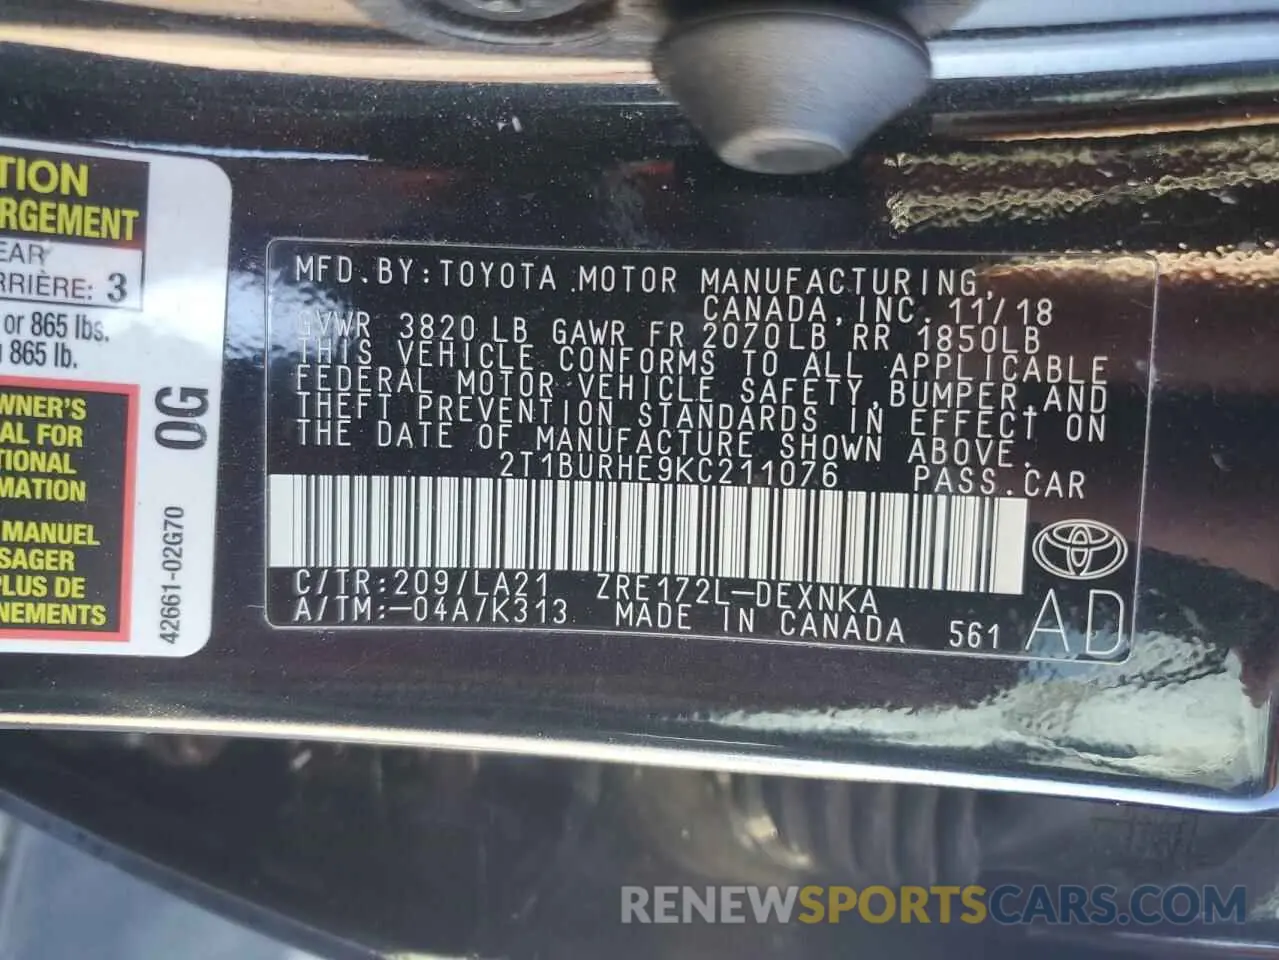 TION
RGEMENT
EAR
RRIÈRE: 3
or 865 lbs.
865 lb.
WNER'S
AL FOR
TIONAL
MATION
MANUEL
SAGER
PLUS DE
NEMENTS
0G
42661-02G70
MFD.BY:TOYOTA MOTOR MANUFACTURING,
CANADA,INC. 11/18
GVWR 3820 LB GAWR FR 2070LB RR 1850LB
THIS VEHICLE CONFORMS TO ALL APPLICABLE
FEDERAL MOTOR VEHICLE SAFETY,BUMPER,AND
THEFT PREVENTION STANDARDS IN EFFECT ON
THE DATE OF MANUFACTURE SHOWN ABOVE.
2T1BURHE9KC211076 PASS.CAR
C/TR:209/LA21 ZRE172L-DEXNKA
A/TM:-04A/K313 MADE IN CANADA 561
AD
RENEWSPORTSCARS.COM